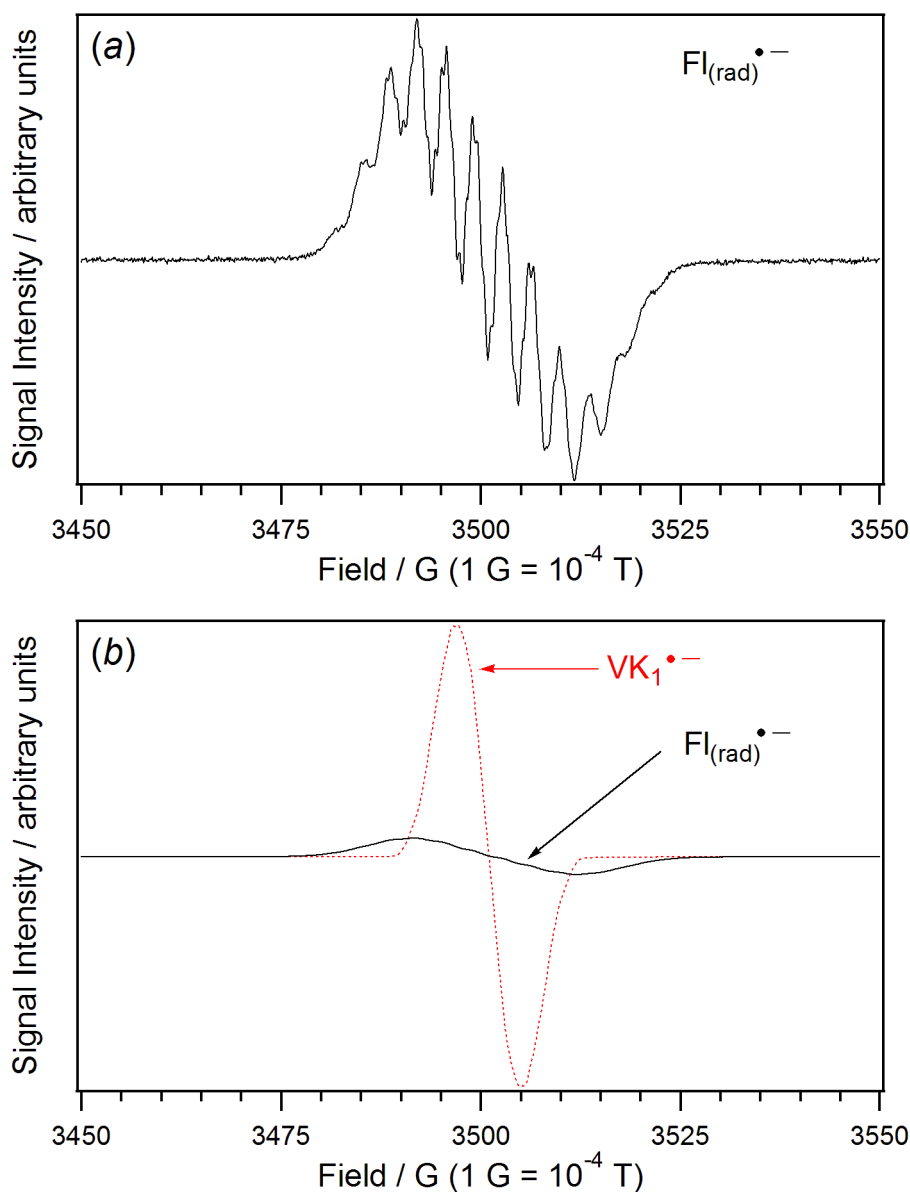 (a)
Fl(rad)•−
Signal Intensity / arbitrary units
3450 3475 3500 3525 3550
Field / G (1 G = 10⁻⁴ T)
(b)
VK₁•−
Fl(rad)•−
Signal Intensity / arbitrary units
3450 3475 3500 3525 3550
Field / G (1 G = 10⁻⁴ T)